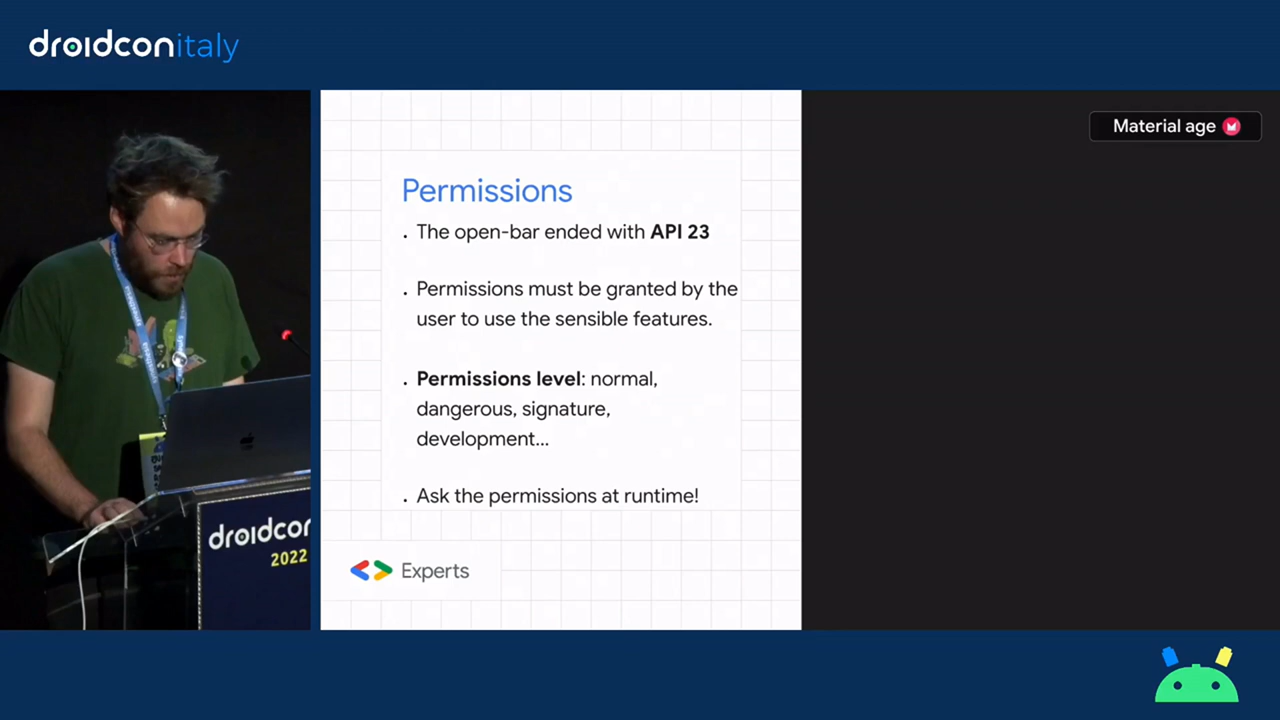 droidconitaly
Material age
Permissions
. The open-bar ended with API 23
. Permissions must be granted by the
user to use the sensible features.
. Permissions level: normal,
dangerous, signature,
development...
. Ask the permissions at runtime!
<> Experts
droidcon
2022